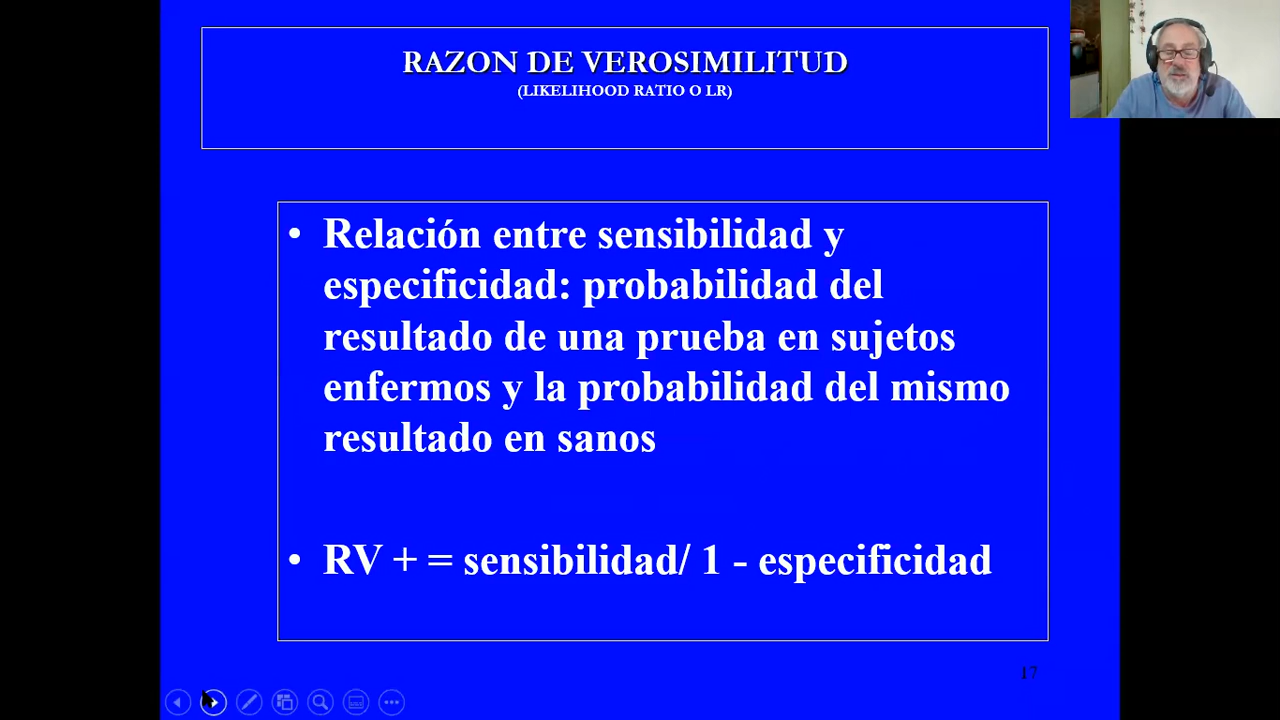 RAZON DE VEROSIMILITUD
(LIKELIHOOD RATIO O LR)
• Relación entre sensibilidad y
especificidad: probabilidad del
resultado de una prueba en sujetos
enfermos y la probabilidad del mismo
resultado en sanos
• RV + = sensibilidad/ 1 - especificidad
17